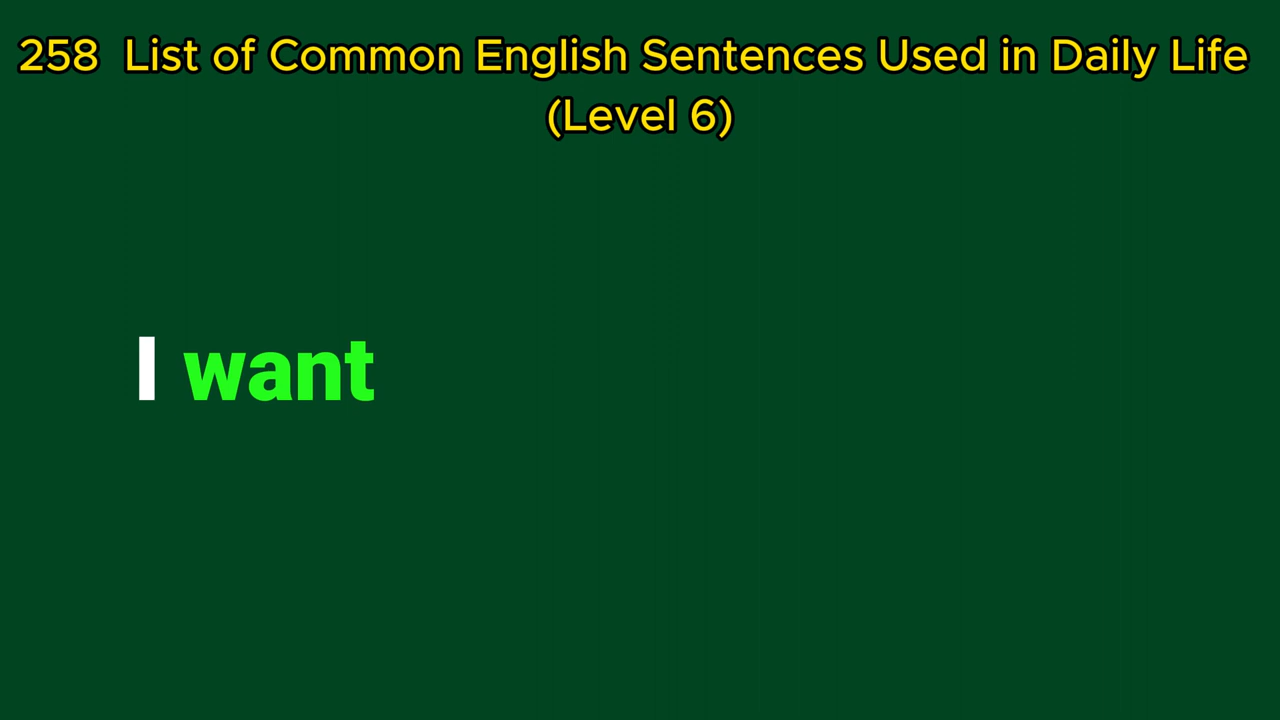 258 List of Common English Sentences Used in Daily Life
(Level 6)
I want